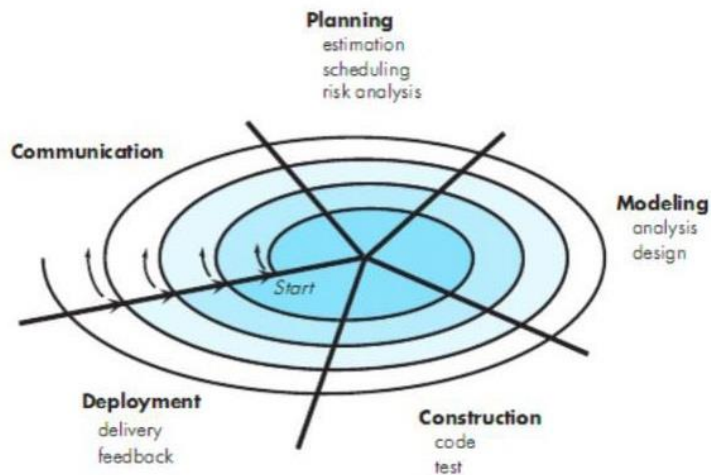 Planning
estimation
scheduling
risk analysis
Communication
Modeling
analysis
design
Start
Deployment
delivery
feedback
Construction
code
test